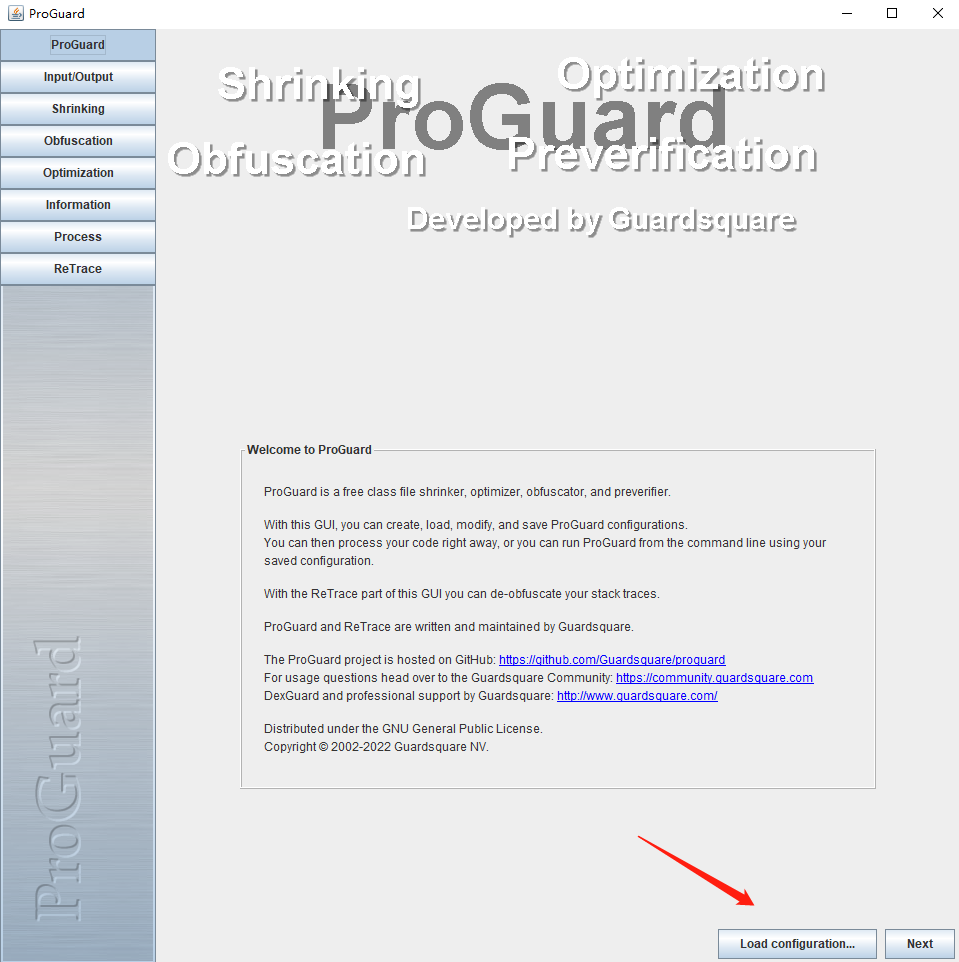 ProGuard
ProGuard
Input/Output
Shrinking
Obfuscation
Optimization
Information
Process
ReTrace
ProGuard
Shrinking
Optimization
ProGuard
Obfuscation
Preverification
Developed by Guardsquare
Welcome to ProGuard
ProGuard is a free class file shrinker, optimizer, obfuscator, and preverifier.
With this GUI, you can create, load, modify, and save ProGuard configurations.
You can then process your code right away, or you can run ProGuard from the command line using your
saved configuration.
With the ReTrace part of this GUI you can de-obfuscate your stack traces.
ProGuard and ReTrace are written and maintained by Guardsquare.
The ProGuard project is hosted on GitHub: https://github.com/Guardsquare/proguard
For usage questions head over to the Guardsquare Community: https://community.guardsquare.com
DexGuard and professional support by Guardsquare: http://www.guardsquare.com/
Distributed under the GNU General Public License.
Copyright © 2002-2022 Guardsquare NV.
Load configuration...
Next